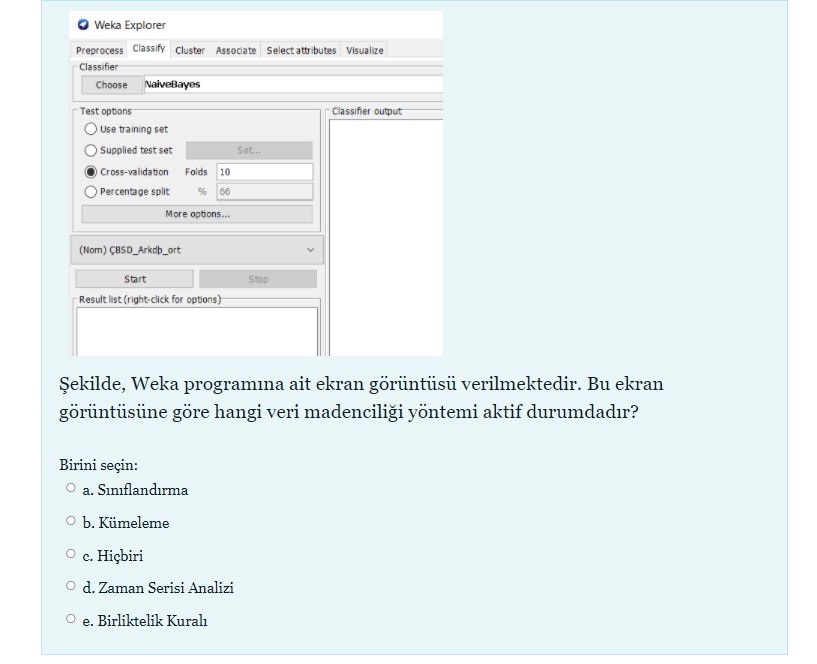 Weka Explorer
Preprocess Classify Cluster Associate Select attributes Visualize
Classifier
Choose NaiveBayes
Test options
Classifier output
Use training set
Supplied test set Set...
Cross-validation Folds 10
Percentage split % 66
More options...
(Nom) ÇBSD_Arkdþ_ort
Start Stop
Result list (right-click for options)
Şekilde, Weka programına ait ekran görüntüsü verilmektedir. Bu ekran
görüntüsüne göre hangi veri madenciliği yöntemi aktif durumdadır?
Birini seçin:
a. Sınıflandırma
b. Kümeleme
c. Hiçbiri
d. Zaman Serisi Analizi
e. Birliktelik Kuralı